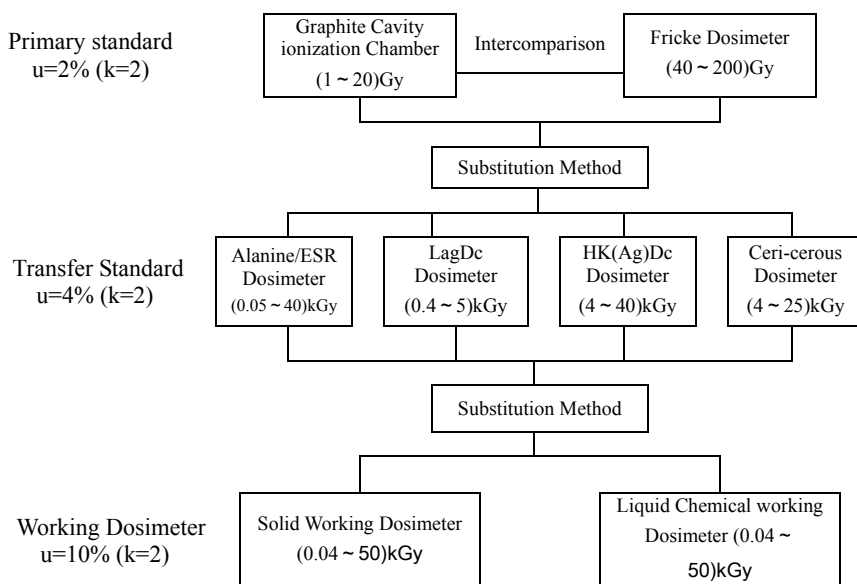 Primary standard
u=2% (k=2)
Graphite Cavity
ionization Chamber
(1 ~ 20)Gy
Intercomparison
Fricke Dosimeter
(40 ~ 200)Gy
Substitution Method
Transfer Standard
u=4% (k=2)
Alanine/ESR
Dosimeter
(0.05 ~ 40)kGy
LagDc
Dosimeter
(0.4 ~ 5)kGy
HK(Ag)Dc
Dosimeter
(4 ~ 40)kGy
Ceri-cerous
Dosimeter
(4 ~ 25)kGy
Substitution Method
Working Dosimeter
u=10% (k=2)
Solid Working Dosimeter
(0.04 ~ 50)kGy
Liquid Chemical working
Dosimeter (0.04 ~
50)kGy